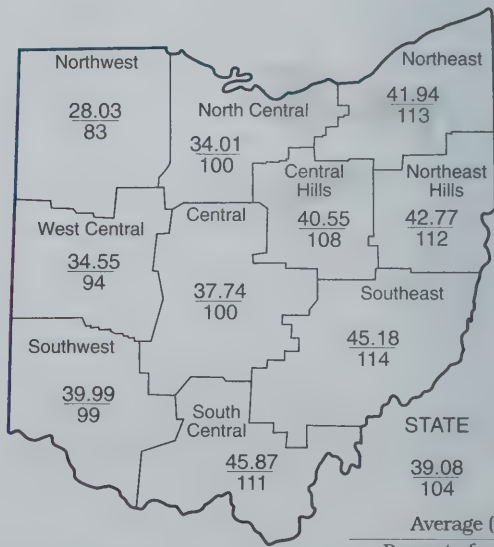 Northwest
28.03
83
North Central
34.01
100
Northeast
41.94
113
Central
Hills
40.55
108
Northeast
Hills
42.77
112
West Central
34.55
94
Central
37.74
100
Southeast
45.18
114
Southwest
39.99
99
South
Central
45.87
111
STATE
39.08
104
Average (